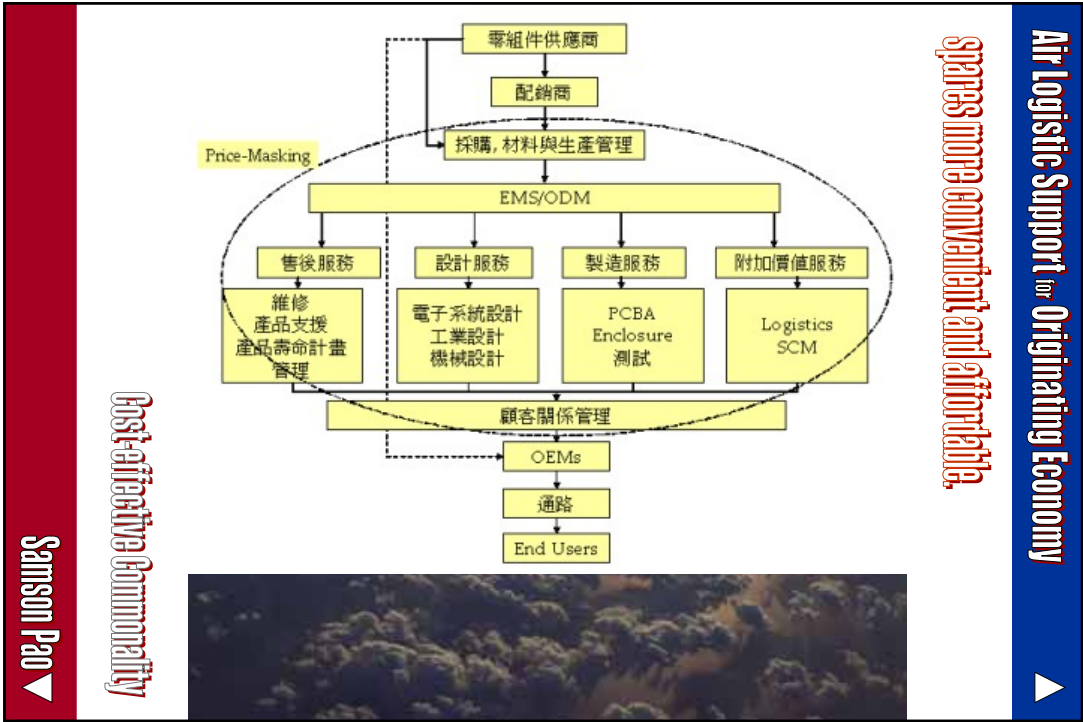 Air Logistic Support for Originating Economy
spares more convenient and affordable.
零組件供應商
配銷商
採購, 材料與生產管理
Price-Masking
EMS/ODM
售後服務
維修
產品支援
產品壽命計畫
管理
設計服務
電子系統設計
工業設計
機械設計
製造服務
PCBA
Enclosure
測試
附加價值服務
Logistics
SCM
顧客關係管理
OEMs
通路
End Users
Cost-effective Commonality
Samson Pao